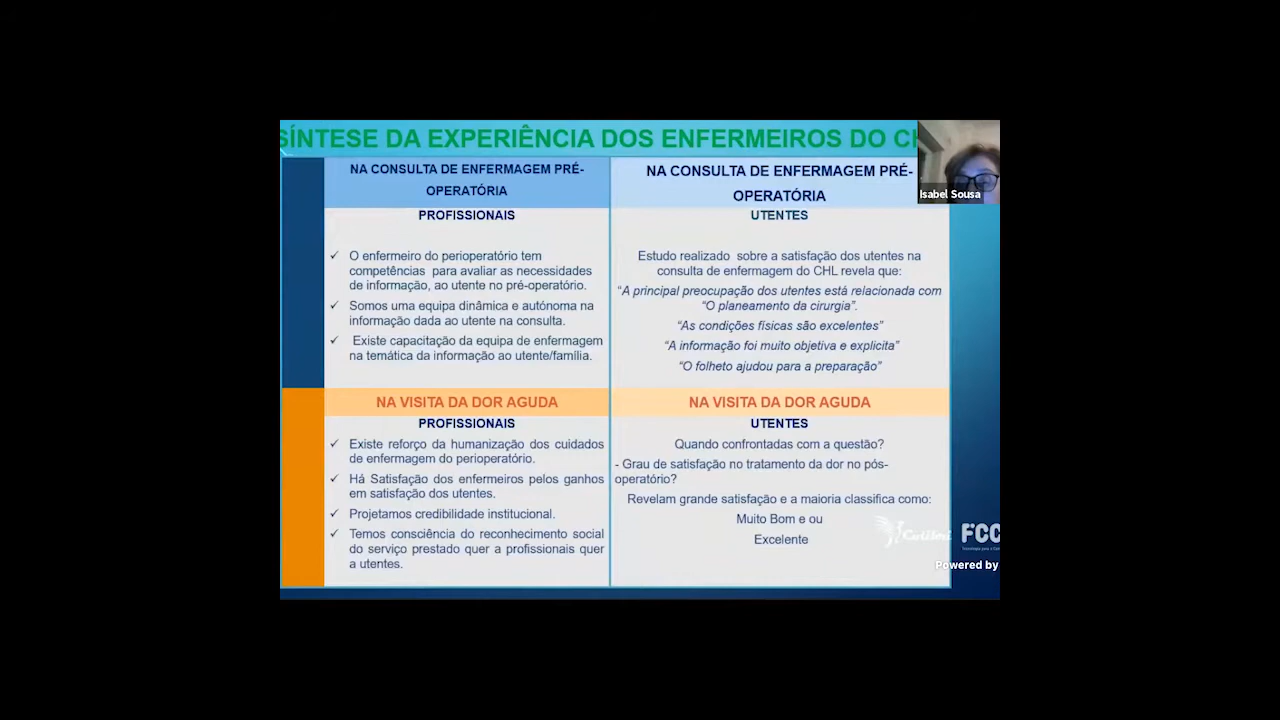 SÍNTESE DA EXPERIÊNCIA DOS ENFERMEIROS DO CH
NA CONSULTA DE ENFERMAGEM PRÉ-
OPERATÓRIA
PROFISSIONAIS
✓ O enfermeiro do perioperatório tem
competências para avaliar as necessidades
de informação, ao utente no pré-operatório.
✓ Somos uma equipa dinâmica e autónoma na
informação dada ao utente na consulta.
✓ Existe capacitação da equipa de enfermagem
na temática da informação ao utente/família.
NA CONSULTA DE ENFERMAGEM PRÉ-
OPERATÓRIA
UTENTES
Estudo realizado sobre a satisfação dos utentes na
consulta de enfermagem do CHL revela que:
“A principal preocupação dos utentes está relacionada com
“O planeamento da cirurgia”.
“As condições físicas são excelentes”
“A informação foi muito objetiva e explicita”
“O folheto ajudou para a preparação”
NA VISITA DA DOR AGUDA
PROFISSIONAIS
✓ Existe reforço da humanização dos cuidados
de enfermagem do perioperatório.
✓ Há Satisfação dos enfermeiros pelos ganhos
em satisfação dos utentes.
✓ Projetamos credibilidade institucional.
✓ Temos consciência do reconhecimento social
do serviço prestado quer a profissionais quer
a utentes.
NA VISITA DA DOR AGUDA
UTENTES
Quando confrontadas com a questão?
- Grau de satisfação no tratamento da dor no pós-
operatório?
Revelam grande satisfação e a maioria classifica como:
Muito Bom e ou
Excelente
Isabel Sousa
Colibri FCC
Powered by